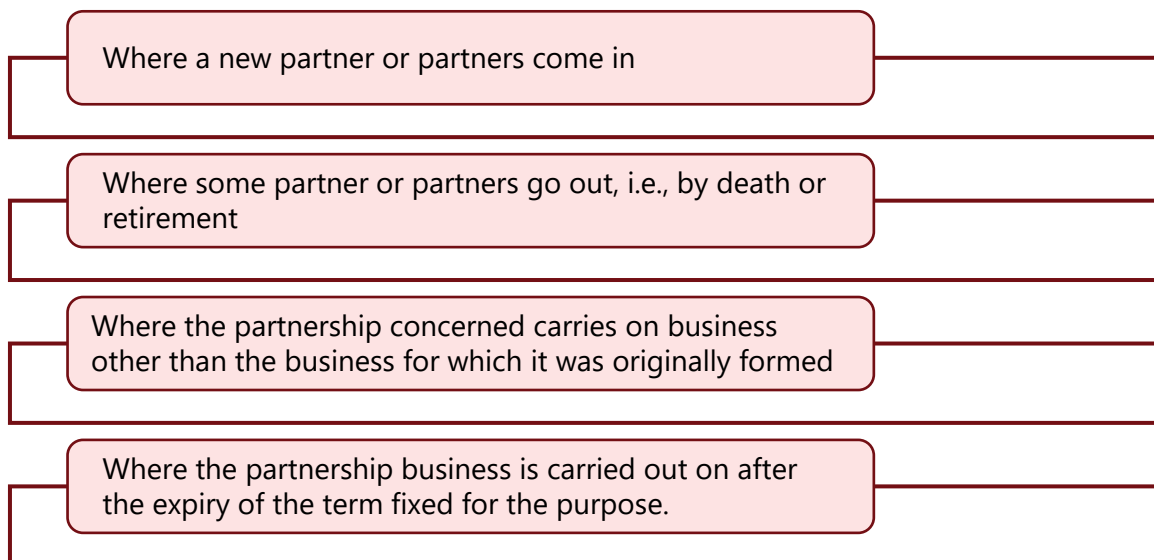 Where a new partner or partners come in
Where some partner or partners go out, i.e., by death or
retirement
Where the partnership concerned carries on business
other than the business for which it was originally formed
Where the partnership business is carried out on after
the expiry of the term fixed for the purpose.